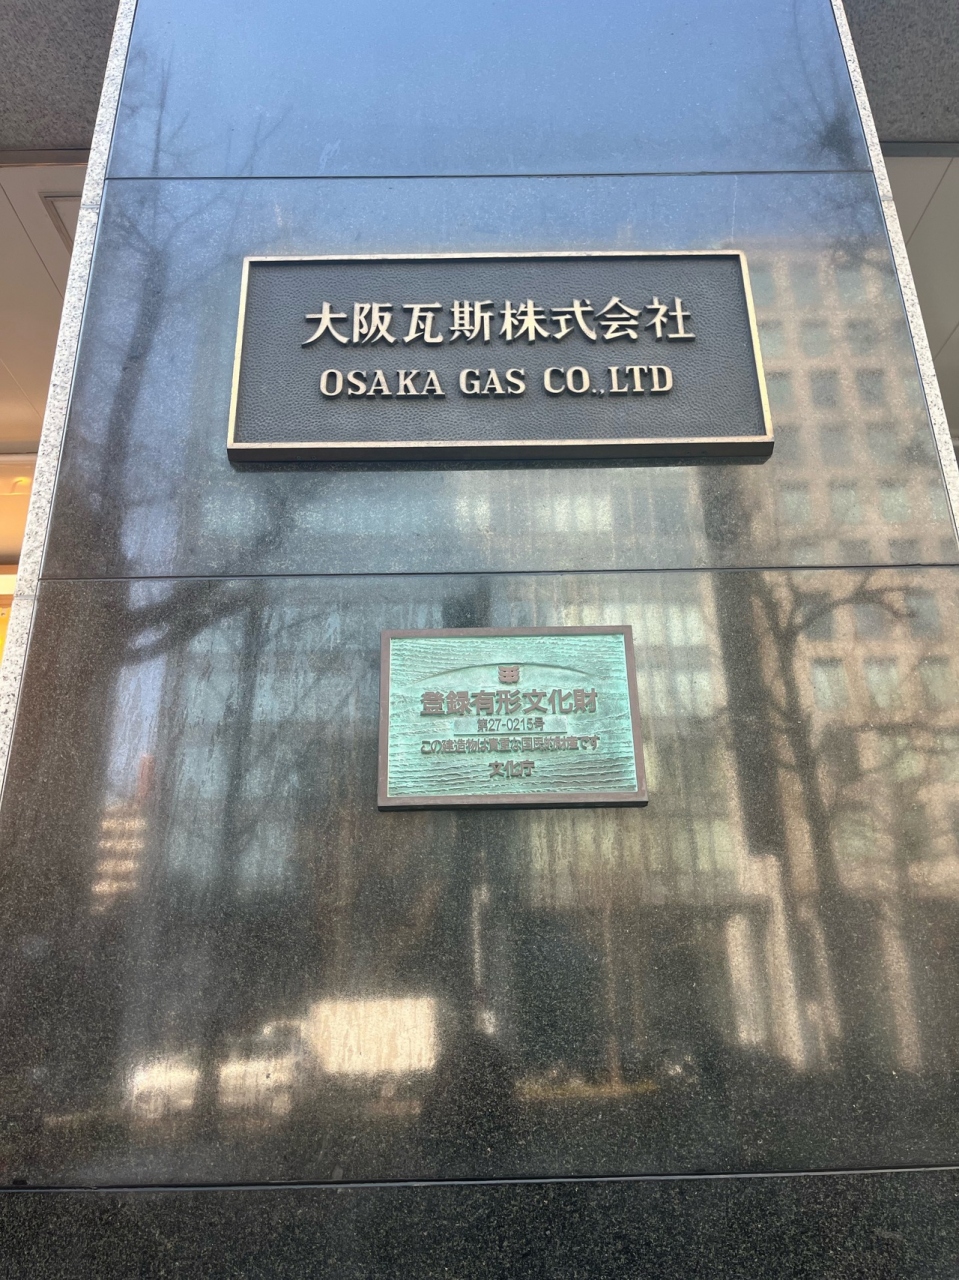 大阪瓦斯株式会社
OSAKA GAS CO.,LTD
登録有形文化財
第27-0215号
この建造物は貴重な国民的財産です
文化庁